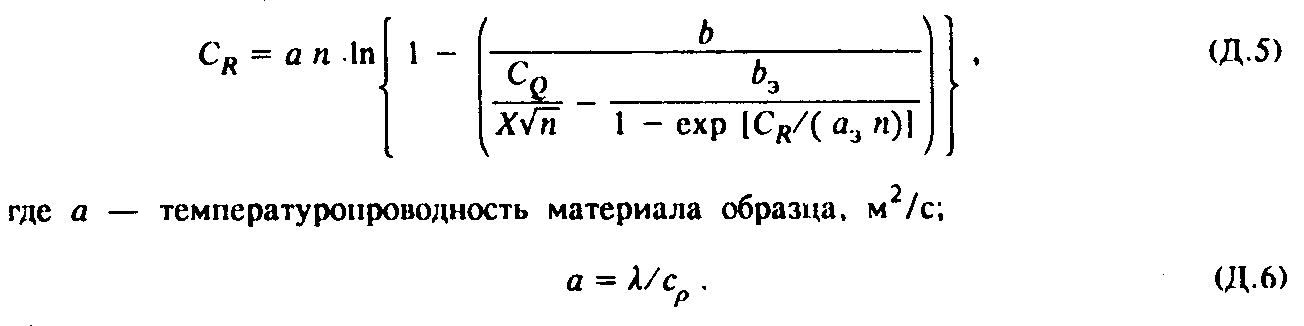 C_R = a n ln{ 1 − ( b / ( C_Q / X√n − b_э / 1 − exp [C_R/( a_э n)] ) ) } , (Д.5)
где a — температуропроводность материала образца, м²/с;
a = λ/c_ρ . (Д.6)